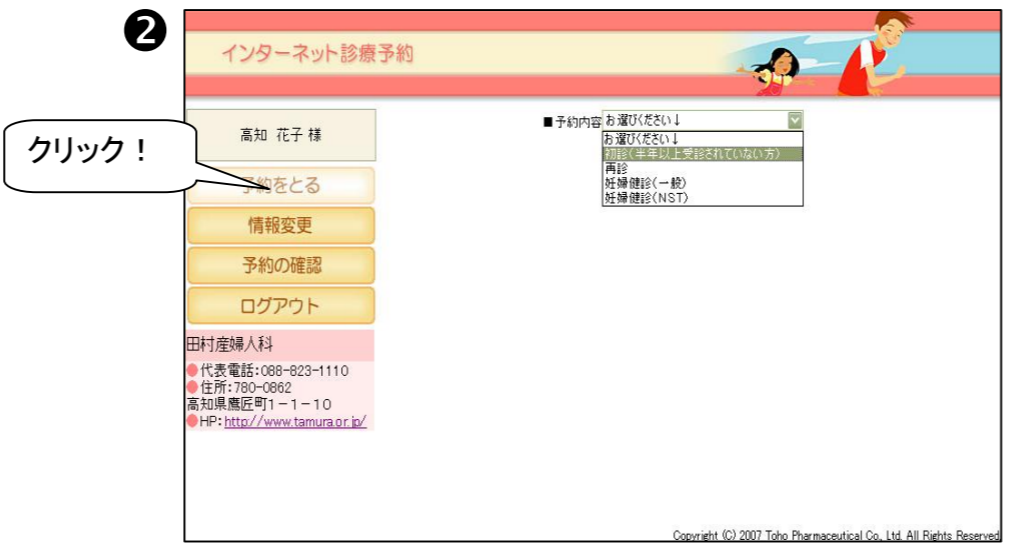 ❷
インターネット診療予約
クリック！
高知 花子 様
予約をとる
情報変更
予約の確認
ログアウト
田村産婦人科
●代表電話:088-823-1110
●住所:780-0862
高知県鷹匠町1－1－10
●HP:http://www.tamura.or.jp/
■予約内容 お選びください↓
お選びください↓
初診(半年以上受診されていない方)
再診
妊婦健診(一般)
妊婦健診(NST)
Copyright (C) 2007 Toho Pharmaceutical Co., Ltd. All Rights Reserved